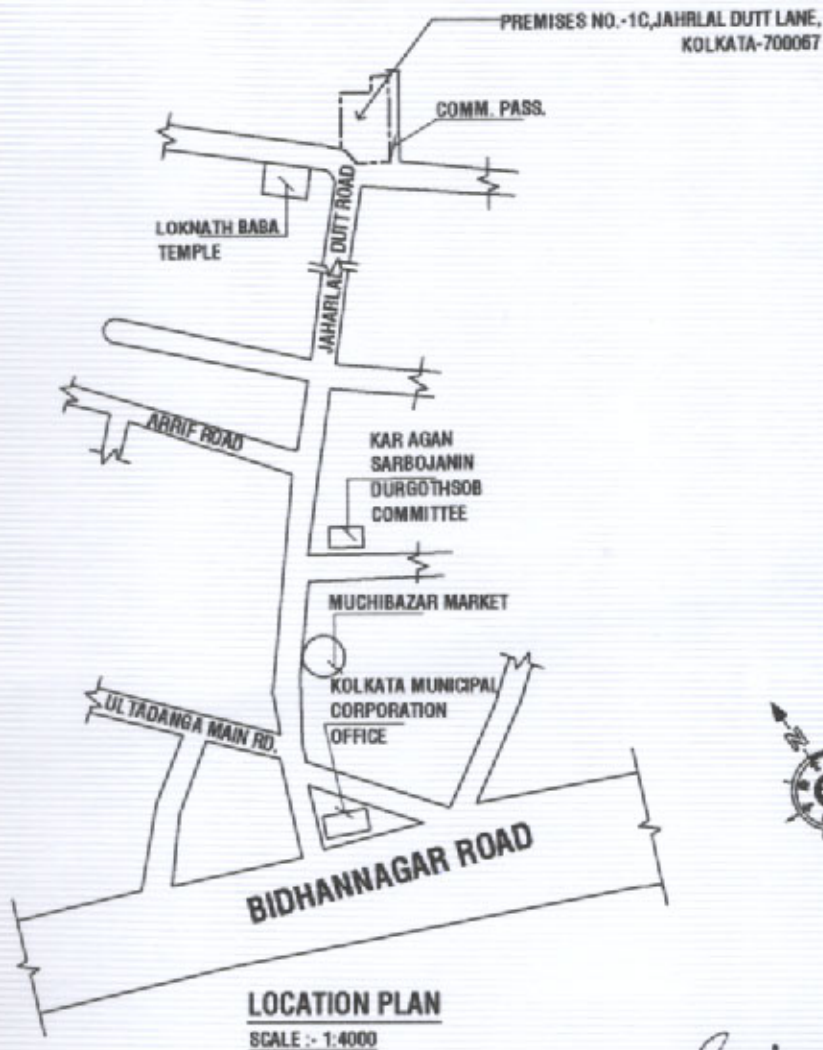 PREMISES NO.-1C,JAHRLAL DUTT LANE,
KOLKATA-700067
COMM. PASS.
LOKNATH BABA
TEMPLE
JAHARLAL DUTT ROAD
ARRIF ROAD
KAR AGAN
SARBOJANIN
DURGOTHSOB
COMMITTEE
MUCHIBAZAR MARKET
KOLKATA MUNICIPAL
CORPORATION
OFFICE
ULTADANGA MAIN RD.
N
BIDHANNAGAR ROAD
LOCATION PLAN
SCALE :- 1:4000